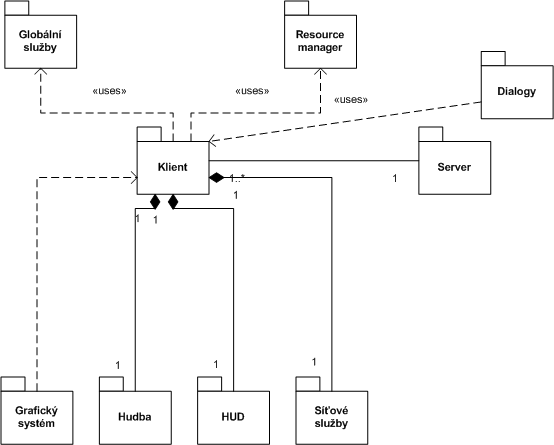 Globální
služby
Resource
manager
«uses»
«uses»
«uses»
Dialogy
Klient
Server
1..*
1
1
1
1
1
1
1
Grafický
systém
Hudba
HUD
Síťové
služby